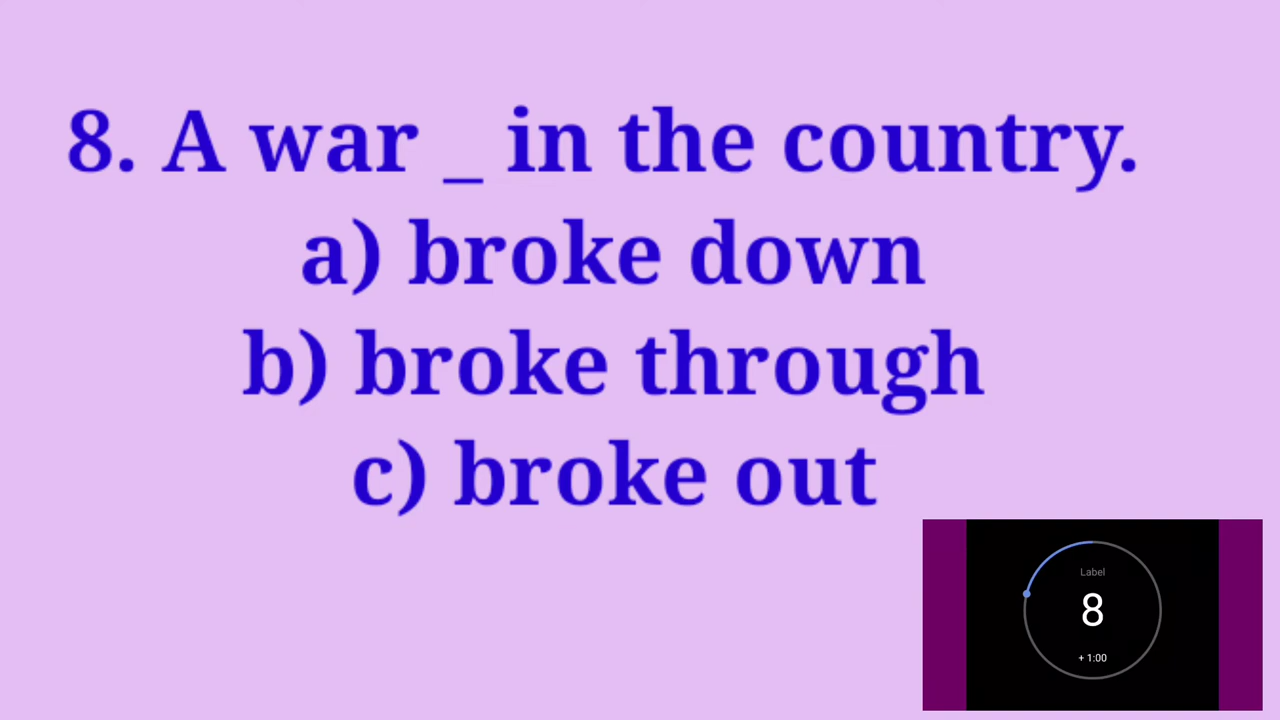 8. A war _ in the country.
a) broke down
b) broke through
c) broke out
Label
8
+ 1:00